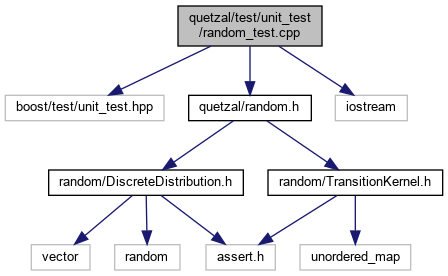 quetzal/test/unit_test
/random_test.cpp
boost/test/unit_test.hpp
quetzal/random.h
iostream
random/DiscreteDistribution.h
random/TransitionKernel.h
vector
random
assert.h
unordered_map